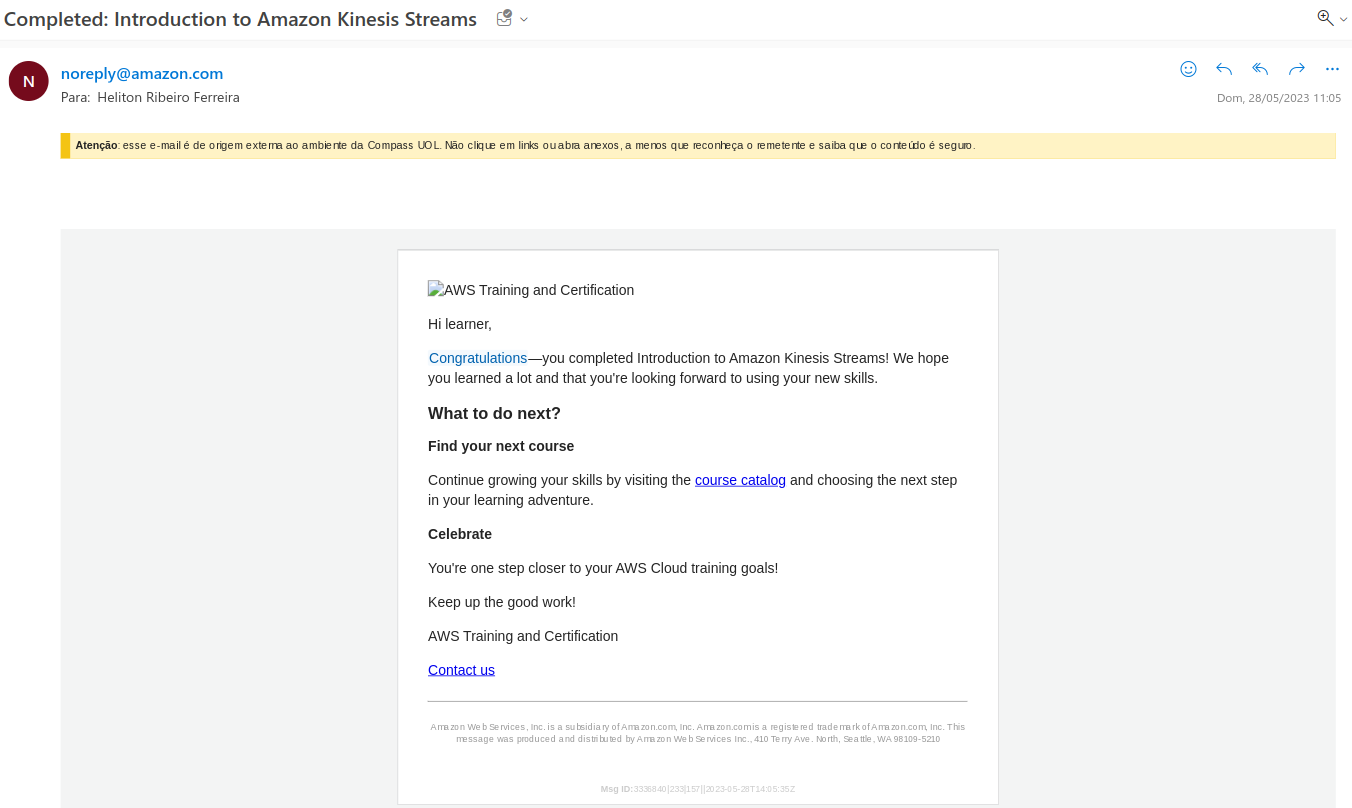 Completed: Introduction to Amazon Kinesis Streams
N
noreply@amazon.com
Para: Heliton Ribeiro Ferreira
Dom, 28/05/2023 11:05
Atenção: esse e-mail é de origem externa ao ambiente da Compass UOL. Não clique em links ou abra anexos, a menos que reconheça o remetente e saiba que o conteúdo é seguro.
AWS Training and Certification
Hi learner,
Congratulations—you completed Introduction to Amazon Kinesis Streams! We hope
you learned a lot and that you're looking forward to using your new skills.
What to do next?
Find your next course
Continue growing your skills by visiting the course catalog and choosing the next step
in your learning adventure.
Celebrate
You're one step closer to your AWS Cloud training goals!
Keep up the good work!
AWS Training and Certification
Contact us
Amazon Web Services, Inc. is a subsidiary of Amazon.com, Inc. Amazon.com is a registered trademark of Amazon.com, Inc. This
message was produced and distributed by Amazon Web Services Inc., 410 Terry Ave. North, Seattle, WA 98109-5210
Msg ID:3336840|233|157||2023-05-28T14:05:35Z